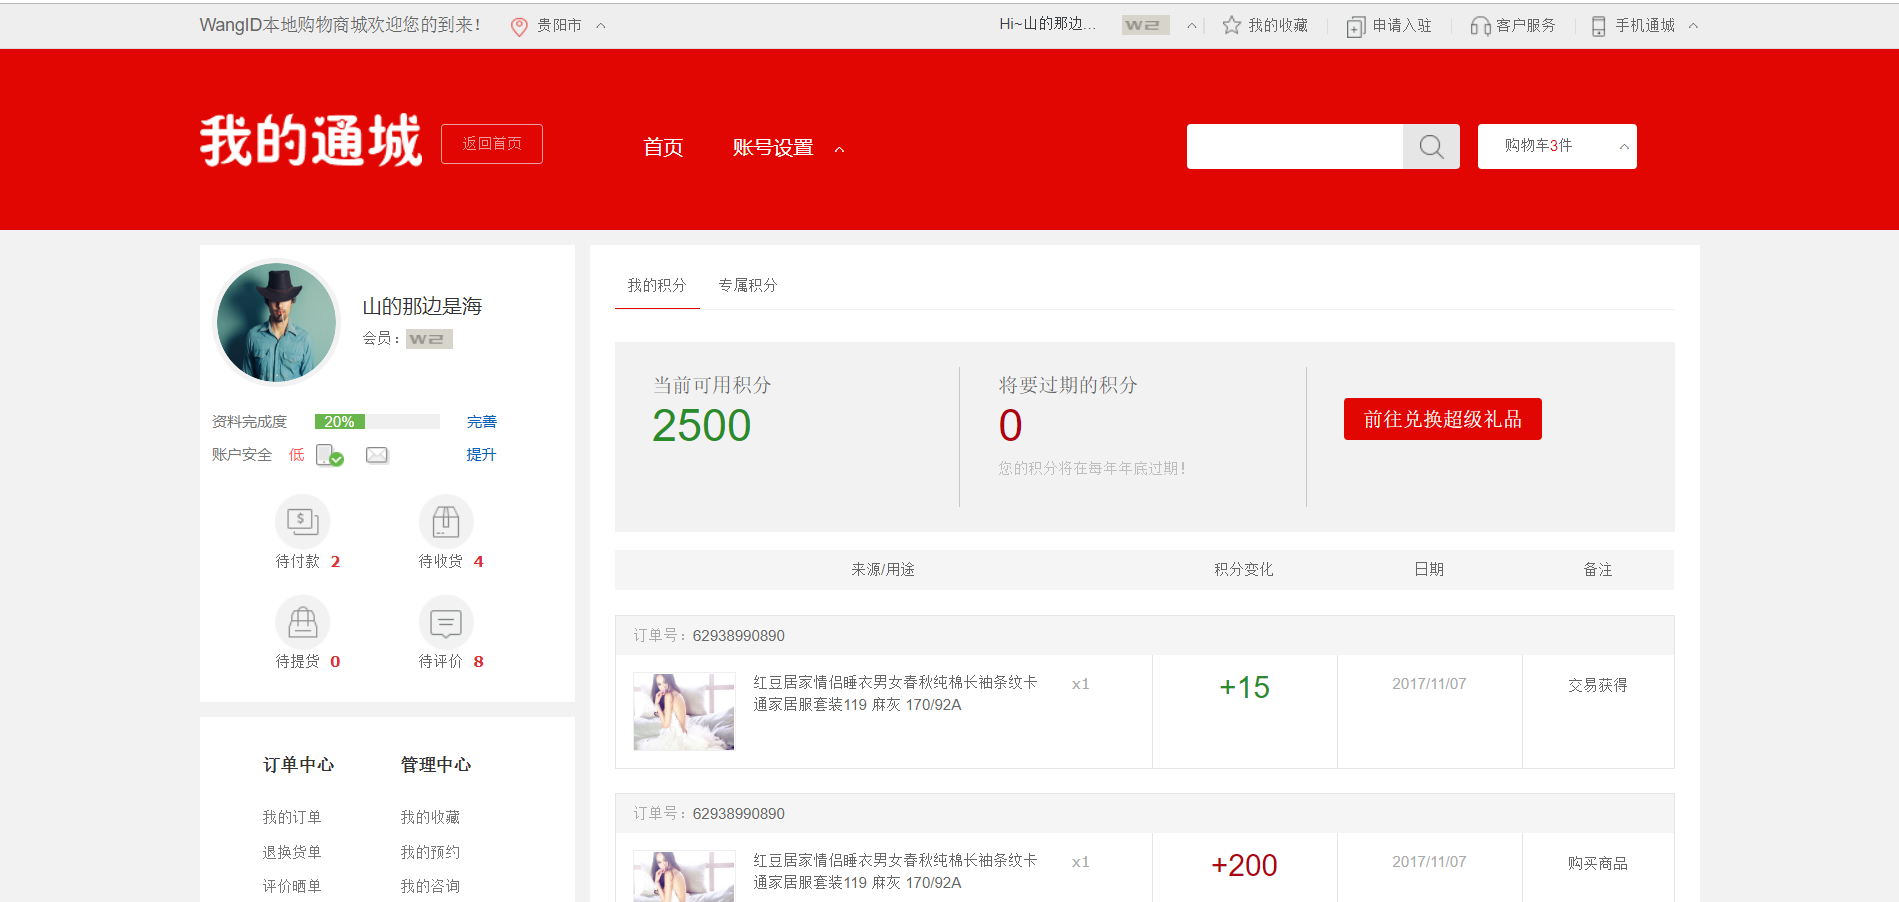 WangID本地购物商城欢迎您的到来！ 贵阳市
Hi~山的那边... W2 我的收藏 申请入驻 客户服务 手机通城
我的通城 返回首页 首页 账号设置 购物车3件
山的那边是海
会员：W2
资料完成度 20% 完善
账户安全 低 提升
待付款 2 待收货 4
待提货 0 待评价 8
订单中心 管理中心
我的订单 我的收藏
退换货单 我的预约
评价晒单 我的咨询
我的积分 专属积分
当前可用积分 将要过期的积分
2500 0 前往兑换超级礼品
您的积分将在每年年底过期！
来源/用途 积分变化 日期 备注
订单号：62938990890
红豆居家情侣睡衣男女春秋纯棉长袖条纹卡 x1 +15 2017/11/07 交易获得
通家居服套装119 麻灰 170/92A
订单号：62938990890
红豆居家情侣睡衣男女春秋纯棉长袖条纹卡 x1 +200 2017/11/07 购买商品
通家居服套装119 麻灰 170/92A